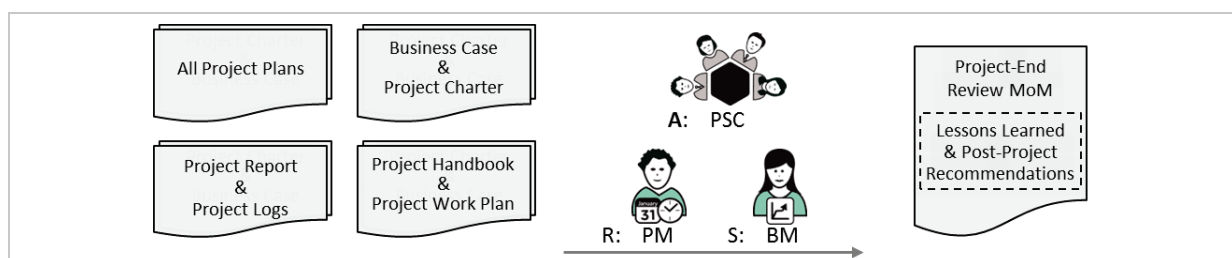 All Project Plans
Business Case
&
Project Charter
Project Report
&
Project Logs
Project Handbook
&
Project Work Plan
A: PSC
January
31
R: PM
S: BM
Project-End
Review MoM
Lessons Learned
& Post-Project
Recommendations